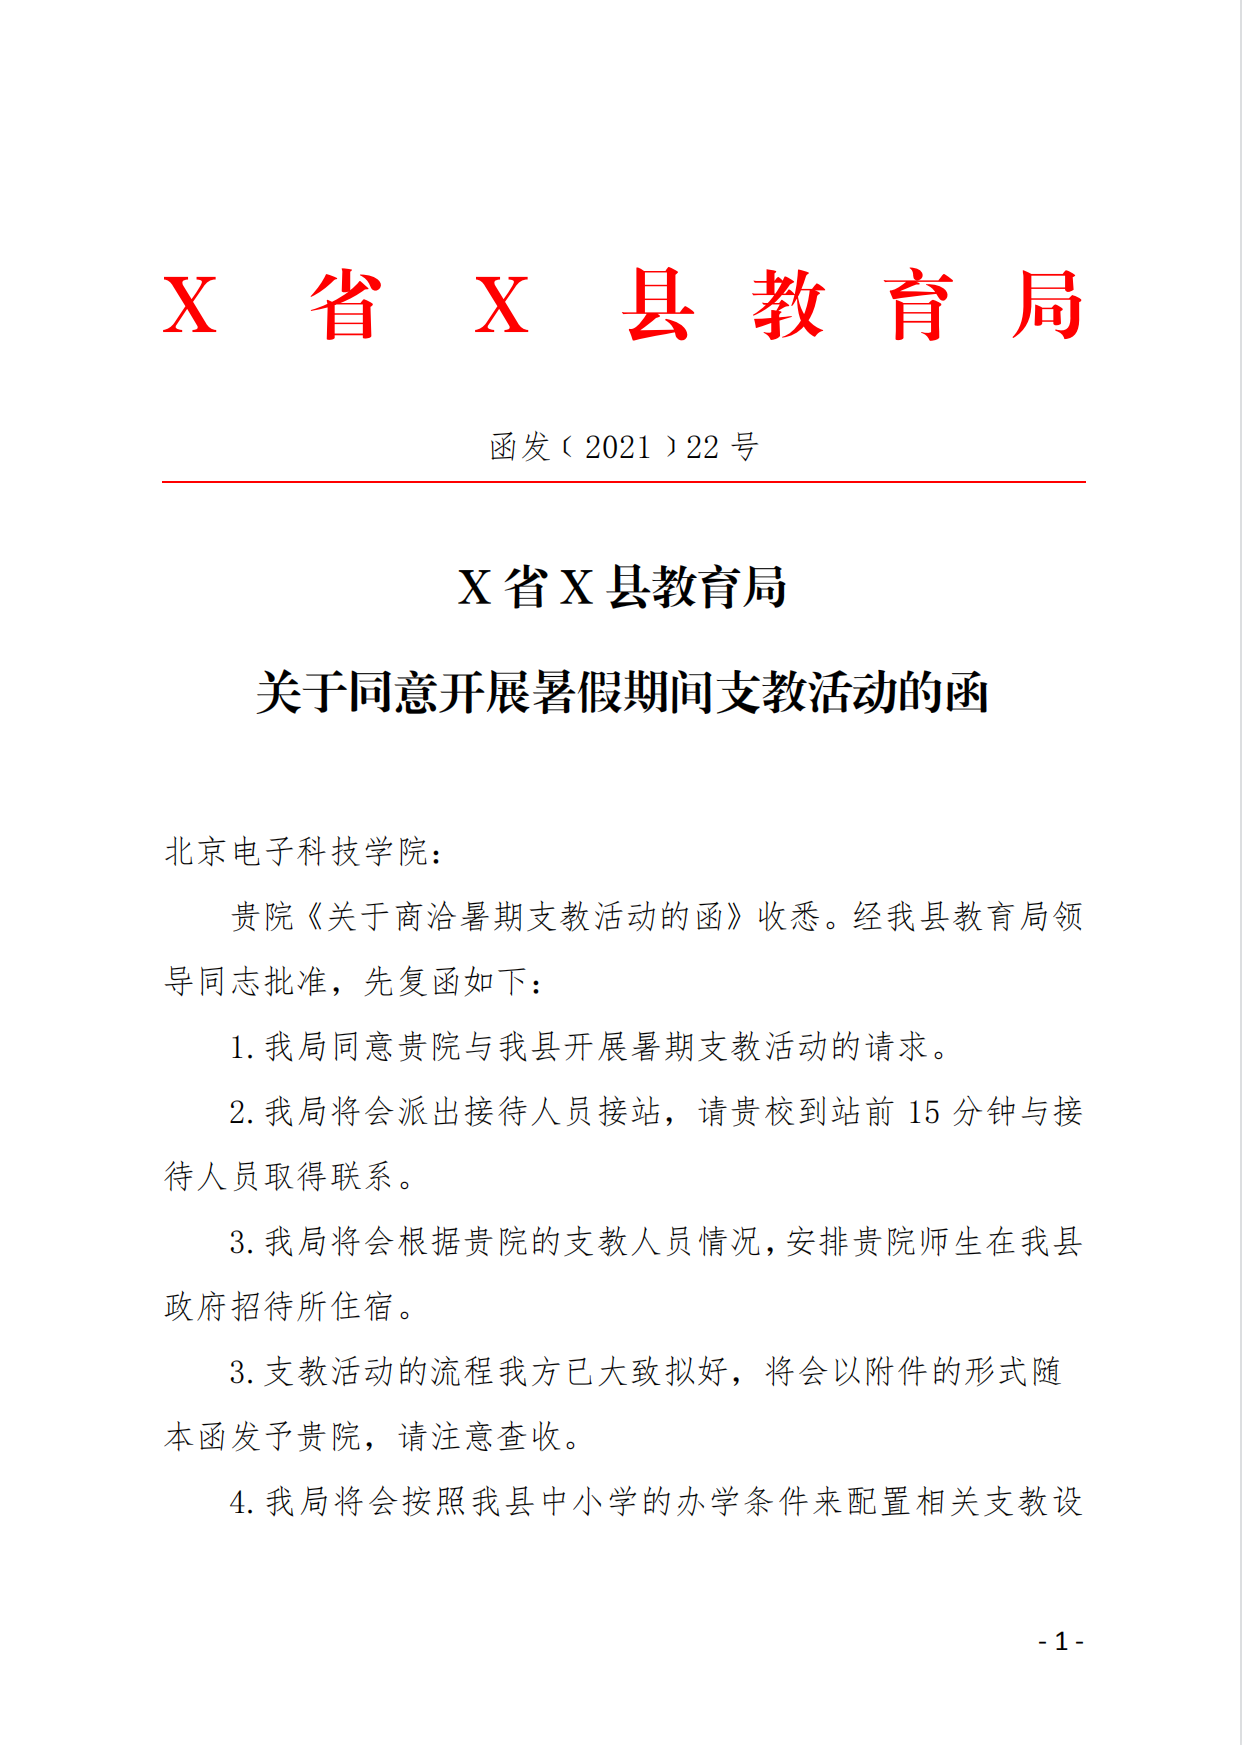 X 省 X 县 教 育 局
函发﹝2021﹞22 号
X 省 X 县教育局
关于同意开展暑假期间支教活动的函
北京电子科技学院：
贵院《关于商洽暑期支教活动的函》收悉。经我县教育局领
导同志批准，先复函如下：
1.我局同意贵院与我县开展暑期支教活动的请求。
2.我局将会派出接待人员接站，请贵校到站前 15 分钟与接
待人员取得联系。
3.我局将会根据贵院的支教人员情况，安排贵院师生在我县
政府招待所住宿。
3.支教活动的流程我方已大致拟好，将会以附件的形式随
本函发予贵院，请注意查收。
4.我局将会按照我县中小学的办学条件来配置相关支教设
- 1 -